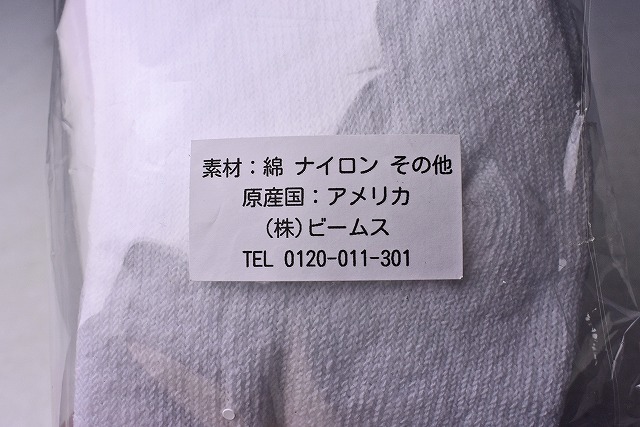 素材：綿 ナイロン その他
原産国：アメリカ
(株)ビームス
TEL 0120-011-301